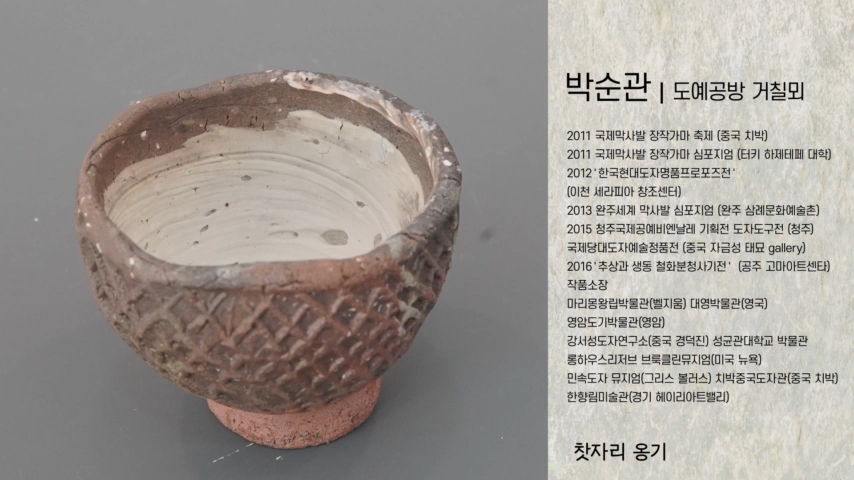 박순관 | 도예공방 거칠뫼
2011 국제막사발 장작가마 축제 (중국 치박)
2011 국제막사발 장작가마 심포지엄 (터키 하제테페 대학)
2012 '한국현대도자명품프로포즈전'
(이천 세라피아 창조센터)
2013 완주세계 막사발 심포지엄 (완주 삼례문화예술촌)
2015 청주국제공예비엔날레 기획전 도자도구전 (청주)
국제당대도자예술정품전 (중국 자금성 태묘 gallery)
2016 '추상과 생동 철화분청사기전' (공주 고마아트센타)
작품소장
마리몽왕립박물관(벨지움) 대영박물관(영국)
영암도기박물관(영암)
강서성도자연구소(중국 경덕진) 성균관대학교 박물관
롱하우스리저브 브룩클린뮤지엄(미국 뉴욕)
민속도자 뮤지엄(그리스 볼러스) 치박중국도자관(중국 치박)
한향림미술관(경기 헤이리아트밸리)
찻자리 옹기